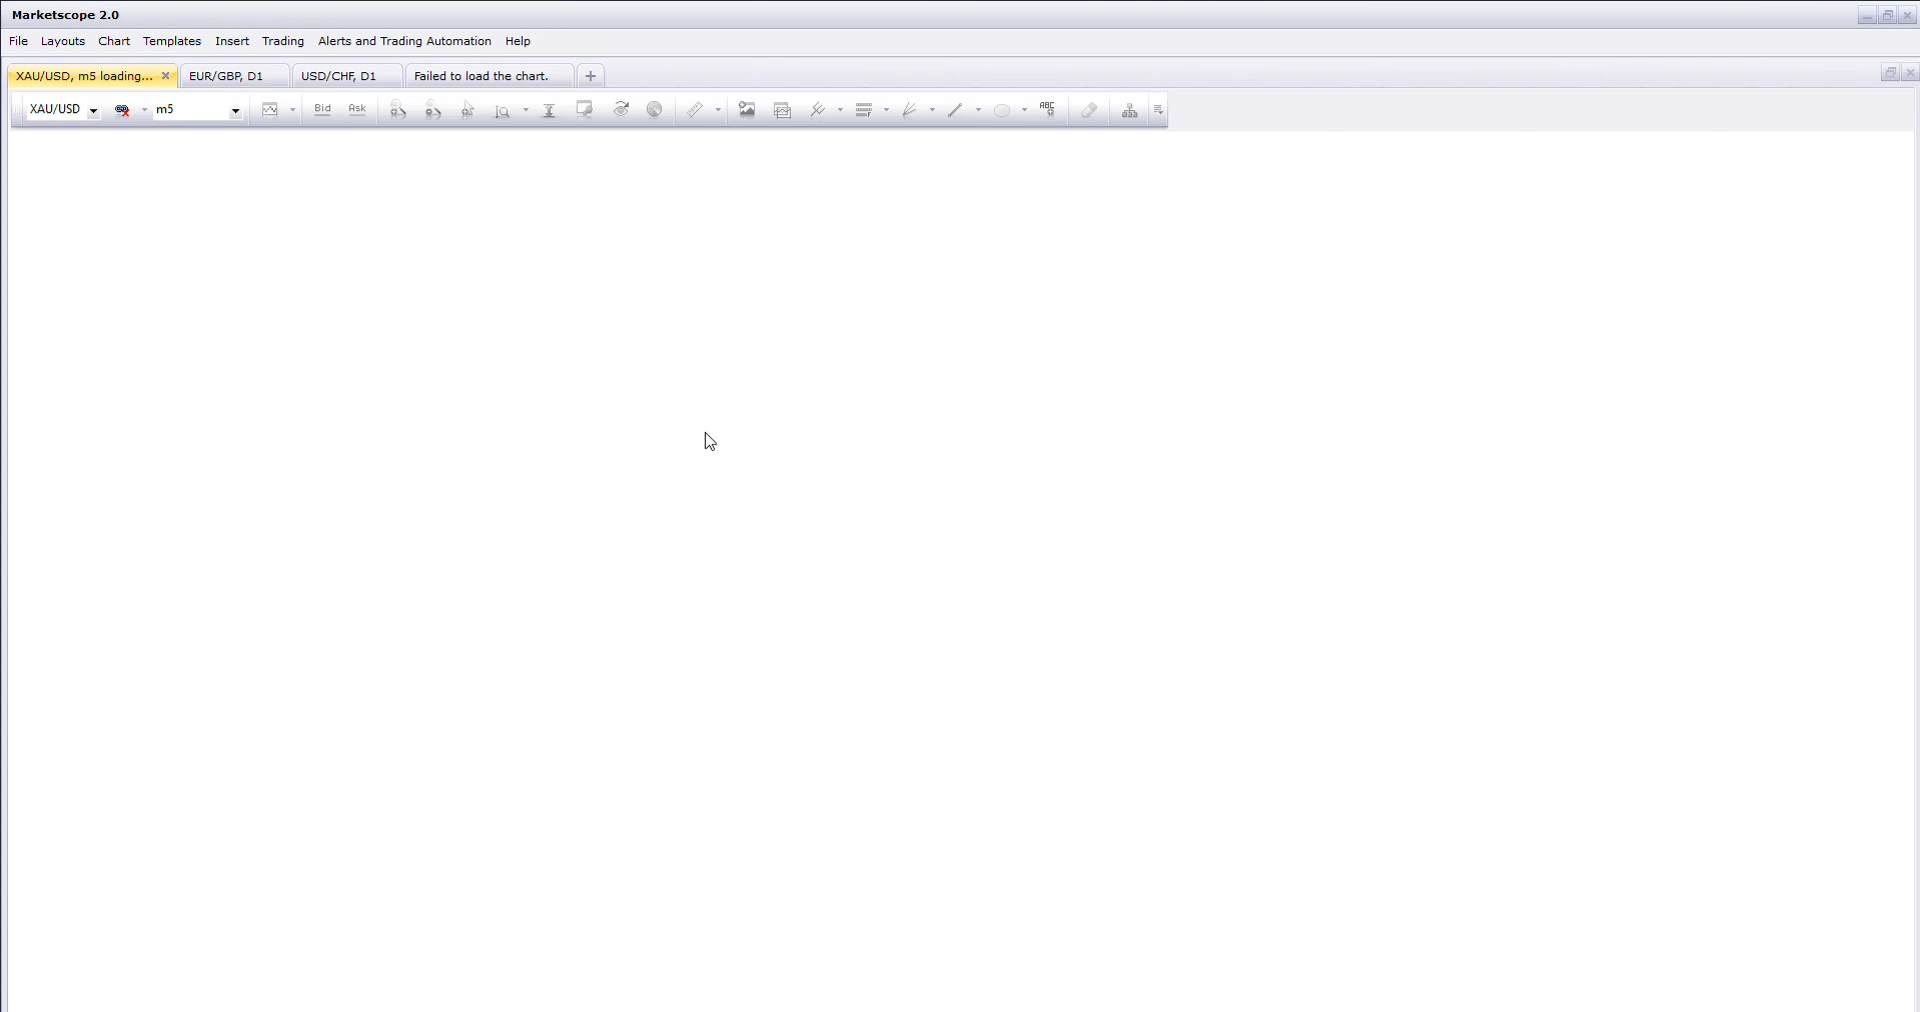 Marketscope 2.0
File Layouts Chart Templates Insert Trading Alerts and Trading Automation Help
XAU/USD, m5 loading... EUR/GBP, D1 USD/CHF, D1 Failed to load the chart.
XAU/USD m5 Bid Ask ABC